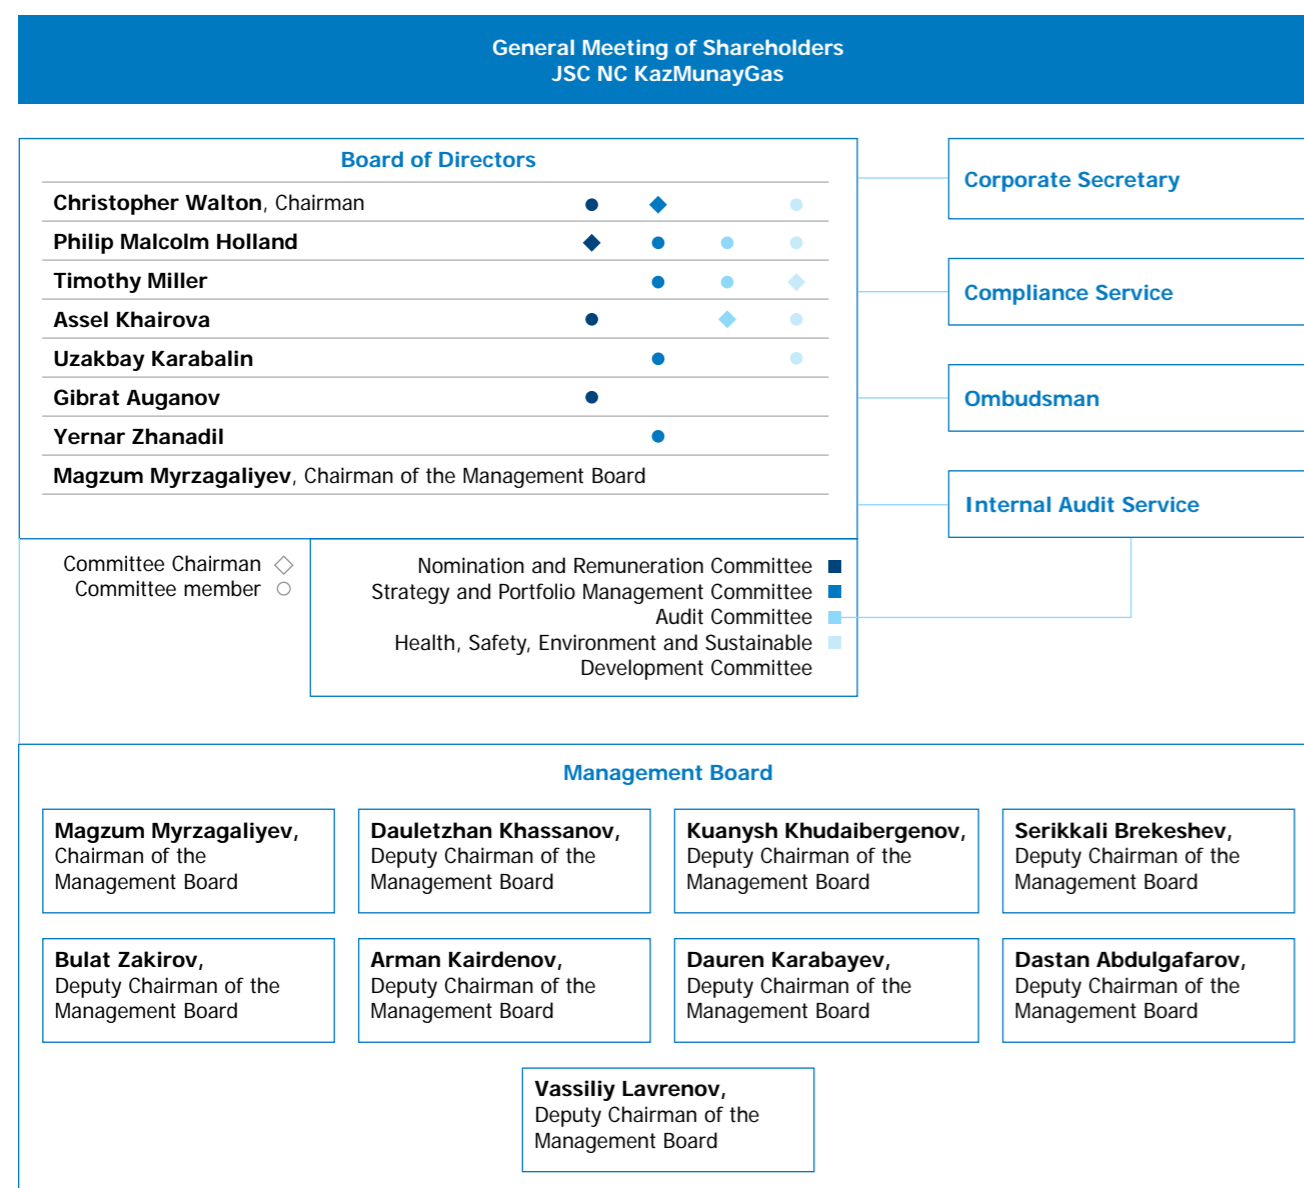 General Meeting of Shareholders
JSC NC KazMunayGas
Board of Directors
Christopher Walton, Chairman
Philip Malcolm Holland
Timothy Miller
Assel Khairova
Uzakbay Karabalin
Gibrat Auganov
Yernar Zhanadil
Magzum Myrzagaliyev, Chairman of the Management Board
Corporate Secretary
Compliance Service
Ombudsman
Internal Audit Service
Committee Chairman
Committee member
Nomination and Remuneration Committee
Strategy and Portfolio Management Committee
Audit Committee
Health, Safety, Environment and Sustainable
Development Committee
Management Board
Magzum Myrzagaliyev,
Chairman of the
Management Board
Dauletzhan Khassanov,
Deputy Chairman of the
Management Board
Kuanysh Khudaibergenov,
Deputy Chairman of the
Management Board
Serikkali Brekeshev,
Deputy Chairman of the
Management Board
Bulat Zakirov,
Deputy Chairman of the
Management Board
Arman Kairdenov,
Deputy Chairman of the
Management Board
Dauren Karabayev,
Deputy Chairman of the
Management Board
Dastan Abdulgafarov,
Deputy Chairman of the
Management Board
Vassiliy Lavrenov,
Deputy Chairman of the
Management Board